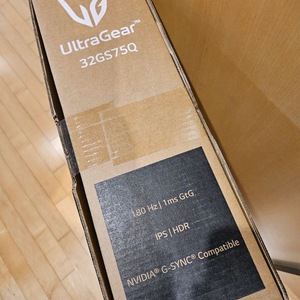 UltraGear™
32GS75Q
180 Hz | 1ms GtG
IPS | HDR
NVIDIA® G-SYNC® Compatible